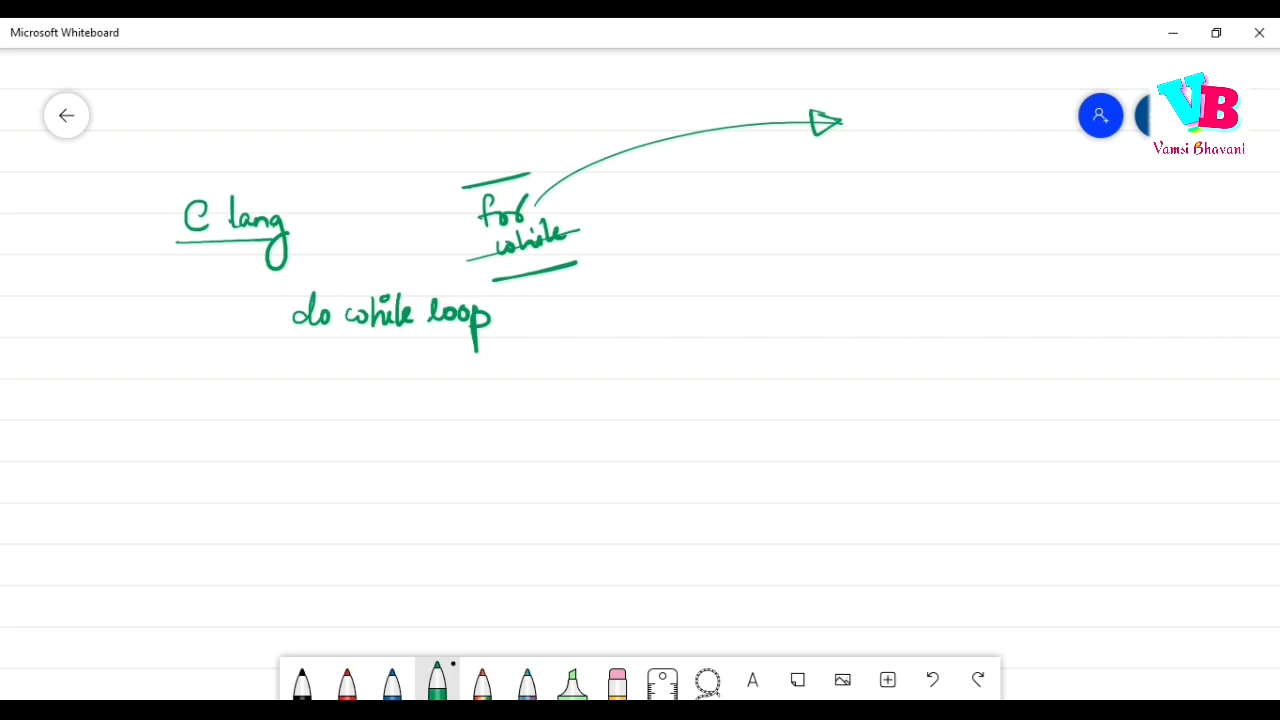 Microsoft Whiteboard
VB
Vamsi Bhavani
for
C lang
while
do while loop
A